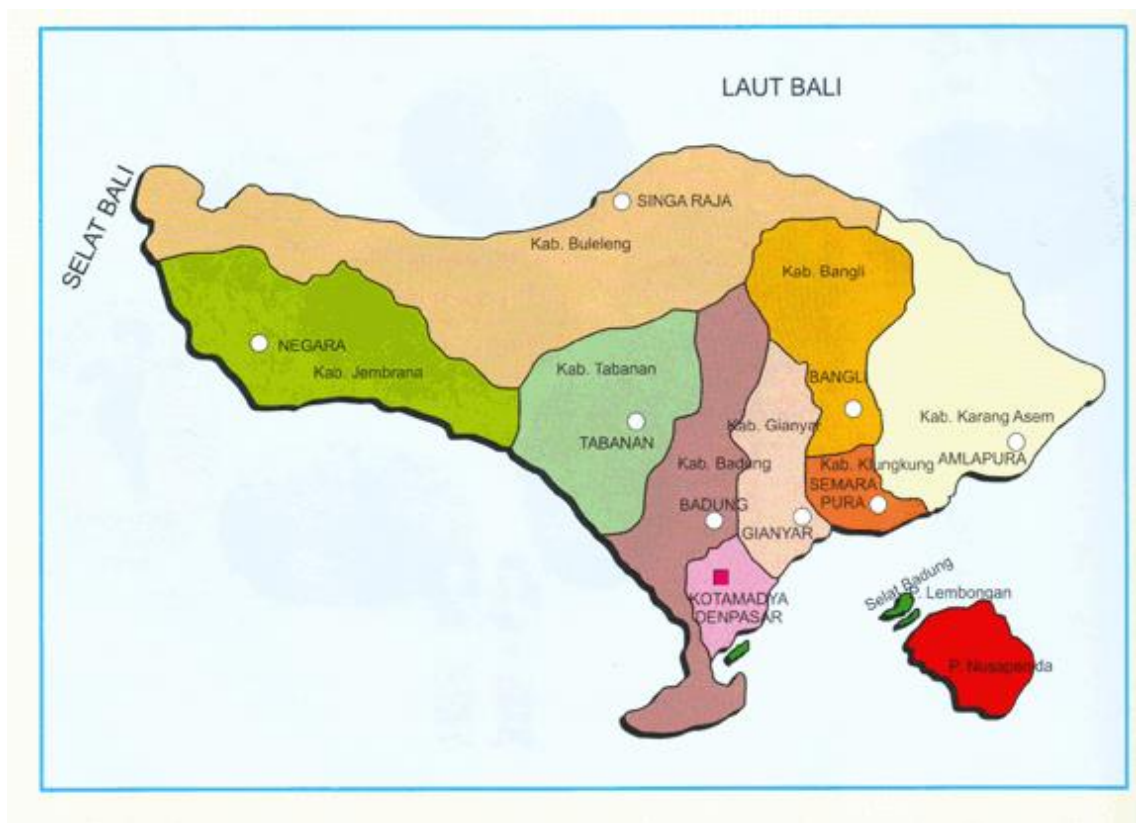 LAUT BALI
SELAT BALI
SINGA RAJA
Kab. Buleleng
Kab. Bangli
NEGARA
Kab. Jembrana
Kab. Tabanan
BANGLI
TABANAN
Kab. Gianyar
Kab. Karang Asem
Kab. Badung
Kab. Klungkung
AMLAPURA
SEMARA
PURA
BADUNG
GIANYAR
KOTAMADYA
DENPASAR
Selat Badung
P. Lembongan
P. Nusapenida